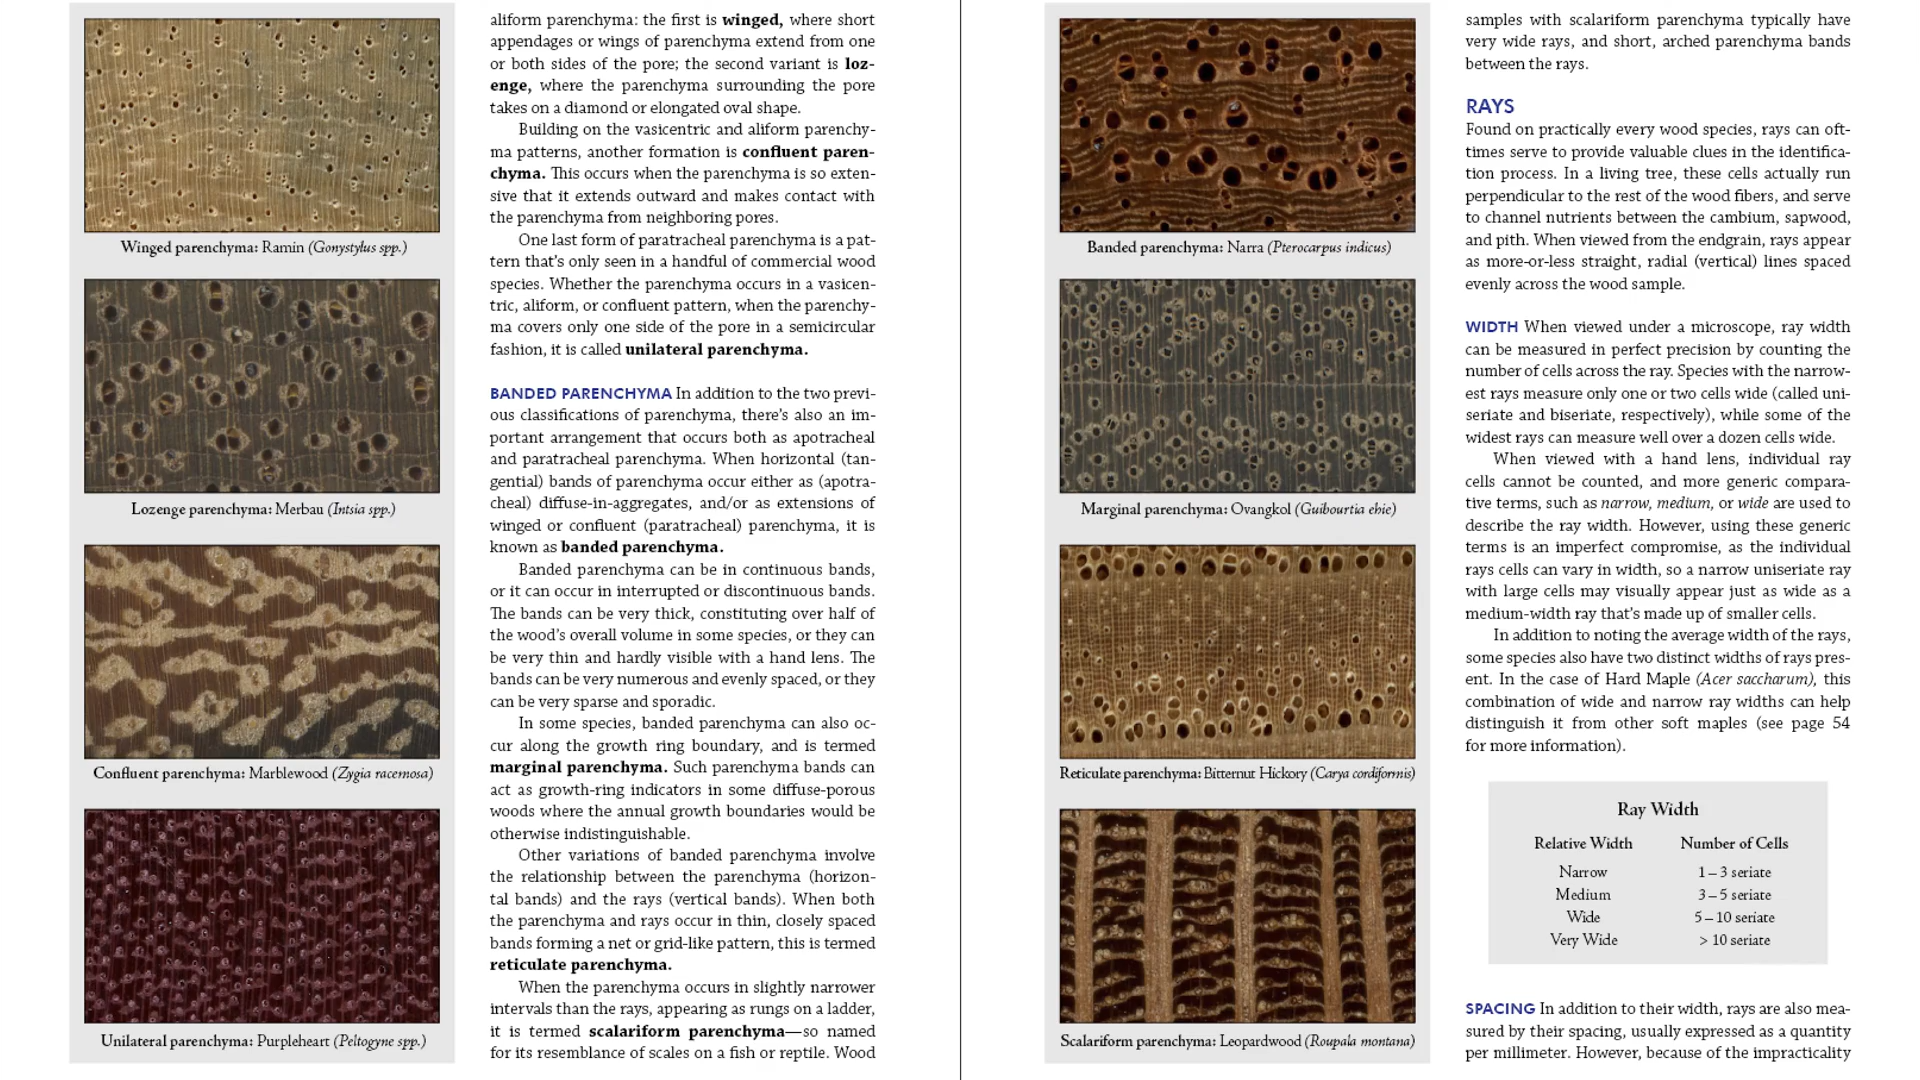 Winged parenchyma: Ramin (Gonystylus spp.)
Lozenge parenchyma: Merbau (Intsia spp.)
Confluent parenchyma: Marblewood (Zygia racemosa)
Unilateral parenchyma: Purpleheart (Peltogyne spp.)
aliform parenchyma: the first is winged, where short
appendages or wings of parenchyma extend from one
or both sides of the pore; the second variant is loz-
enge, where the parenchyma surrounding the pore
takes on a diamond or elongated oval shape.
Building on the vasicentric and aliform parenchy-
ma patterns, another formation is confluent paren-
chyma. This occurs when the parenchyma is so exten-
sive that it extends outward and makes contact with
the parenchyma from neighboring pores.
One last form of paratracheal parenchyma is a pat-
tern that's only seen in a handful of commercial wood
species. Whether the parenchyma occurs in a vasicen-
tric, aliform, or confluent pattern, when the parenchy-
ma covers only one side of the pore in a semicircular
fashion, it is called unilateral parenchyma.
BANDED PARENCHYMA In addition to the two previ-
ous classifications of parenchyma, there's also an im-
portant arrangement that occurs both as apotracheal
and paratracheal parenchyma. When horizontal (tan-
gential) bands of parenchyma occur either as (apotra-
cheal) diffuse-in-aggregates, and/or as extensions of
winged or confluent (paratracheal) parenchyma, it is
known as banded parenchyma.
Banded parenchyma can be in continuous bands,
or it can occur in interrupted or discontinuous bands.
The bands can be very thick, constituting over half of
the wood's overall volume in some species, or they can
be very thin and hardly visible with a hand lens. The
bands can be very numerous and evenly spaced, or they
can be very sparse and sporadic.
In some species, banded parenchyma can also oc-
cur along the growth ring boundary, and is termed
marginal parenchyma. Such parenchyma bands can
act as growth-ring indicators in some diffuse-porous
woods where the annual growth boundaries would be
otherwise indistinguishable.
Other variations of banded parenchyma involve
the relationship between the parenchyma (horizon-
tal bands) and the rays (vertical bands). When both
the parenchyma and rays occur in thin, closely spaced
bands forming a net or grid-like pattern, this is termed
reticulate parenchyma.
When the parenchyma occurs in slightly narrower
intervals than the rays, appearing as rungs on a ladder,
it is termed scalariform parenchyma—so named
for its resemblance of scales on a fish or reptile. Wood
Banded parenchyma: Narra (Pterocarpus indicus)
Marginal parenchyma: Ovangkol (Guibourtia ehie)
Reticulate parenchyma: Bitternut Hickory (Carya cordiformis)
Scalariform parenchyma: Leopardwood (Roupala montana)
samples with scalariform parenchyma typically have
very wide rays, and short, arched parenchyma bands
between the rays.
RAYS
Found on practically every wood species, rays can oft-
times serve to provide valuable clues in the identifica-
tion process. In a living tree, these cells actually run
perpendicular to the rest of the wood fibers, and serve
to channel nutrients between the cambium, sapwood,
and pith. When viewed from the endgrain, rays appear
as more-or-less straight, radial (vertical) lines spaced
evenly across the wood sample.
WIDTH When viewed under a microscope, ray width
can be measured in perfect precision by counting the
number of cells across the ray. Species with the narrow-
est rays measure only one or two cells wide (called uni-
seriate and biseriate, respectively), while some of the
widest rays can measure well over a dozen cells wide.
When viewed with a hand lens, individual ray
cells cannot be counted, and more generic compara-
tive terms, such as narrow, medium, or wide are used to
describe the ray width. However, using these generic
terms is an imperfect compromise, as the individual
rays cells can vary in width, so a narrow uniseriate ray
with large cells may visually appear just as wide as a
medium-width ray that's made up of smaller cells.
In addition to noting the average width of the rays,
some species also have two distinct widths of rays pres-
ent. In the case of Hard Maple (Acer saccharum), this
combination of wide and narrow ray widths can help
distinguish it from other soft maples (see page 54
for more information).
Ray Width
Relative Width Number of Cells
Narrow 1 – 3 seriate
Medium 3 – 5 seriate
Wide 5 – 10 seriate
Very Wide > 10 seriate
SPACING In addition to their width, rays are also mea-
sured by their spacing, usually expressed as a quantity
per millimeter. However, because of the impracticality